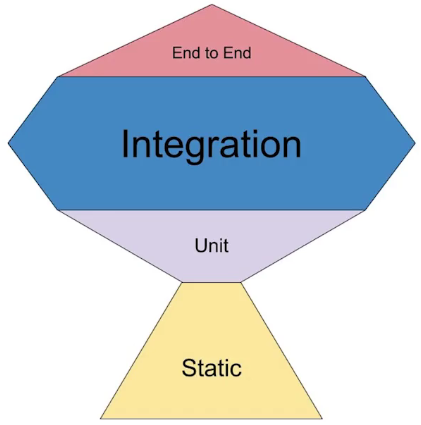 End to End
Integration
Unit
Static